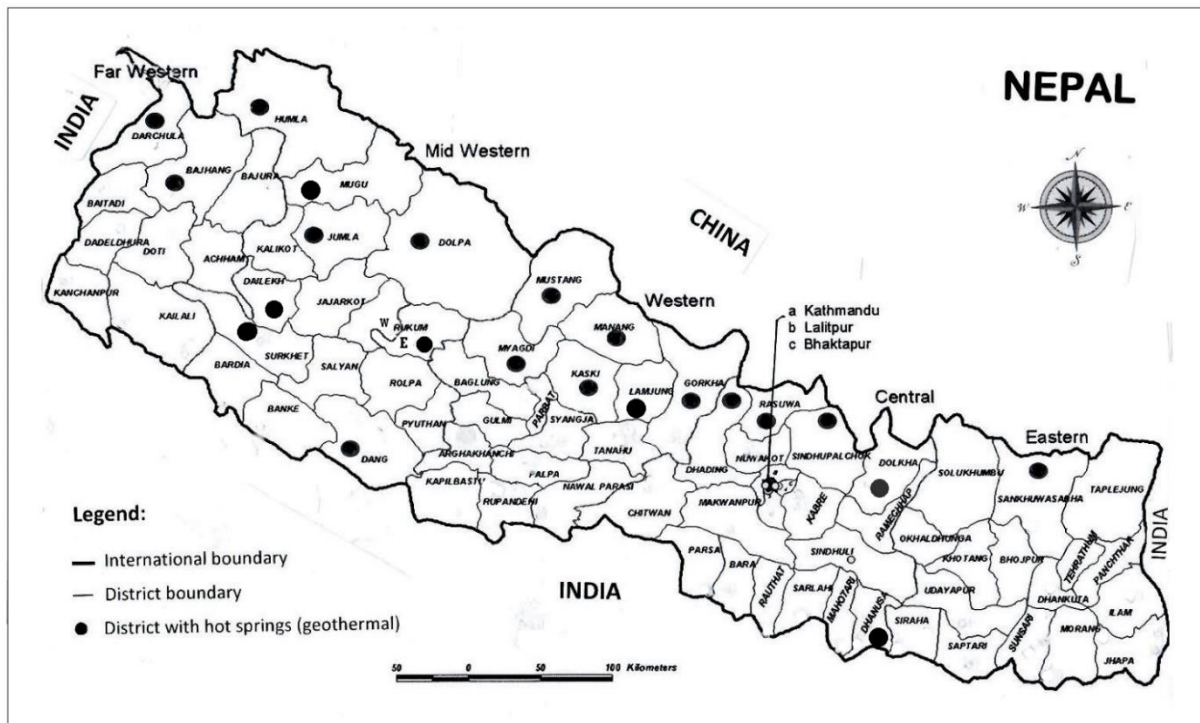 NEPAL
Far Western
INDIA
DARCHULA
HUMLA
Mid Western
BAJHANG
BAJURA
MUGU
BAITADI
DADELDHURA
DOTI
ACHHAM
KALIKOT
JUMLA
DOLPA
CHINA
N
W
E
S
KANCHANPUR
KAILALI
DAILEKH
JAJARKOT
MUSTANG
Western
a Kathmandu
b Lalitpur
c Bhaktapur
W
RUKUM
E
MANANG
MYAGDI
BARDIA
SURKHET
SALYAN
ROLPA
BAGLUNG
KASKI
LAMJUNG
GORKHA
RASUWA
Central
BANKE
PYUTHAN
GULMI
PARBAT
SYANGJA
Eastern
DANG
ARGHAKHANCHI
TANAHU
DHADING
NUWAKOT
SINDHUPALCHOK
DOLKHA
SOLUKHUMBU
SANKHUWASABHA
TAPLEJUNG
KAPILBASTU
PALPA
NAWAL PARASI
RUPANDEHI
CHITWAN
MAKWANPUR
KABRE
RAMECHHAP
INDIA
OKHALDHUNGA
KHOTANG
BHOJPUR
TEHRATHUM
PANCHTHAR
PARSA
BARA
RAUTHAT
SARLAHI
SINDHULI
MAHOTARI
DHANUSA
SIRAHA
UDAYAPUR
SAPTARI
SUNSARI
DHANKUTA
MORANG
ILAM
JHAPA
INDIA
Legend:
International boundary
District boundary
District with hot springs (geothermal)
50 0 50 100 Kilometers